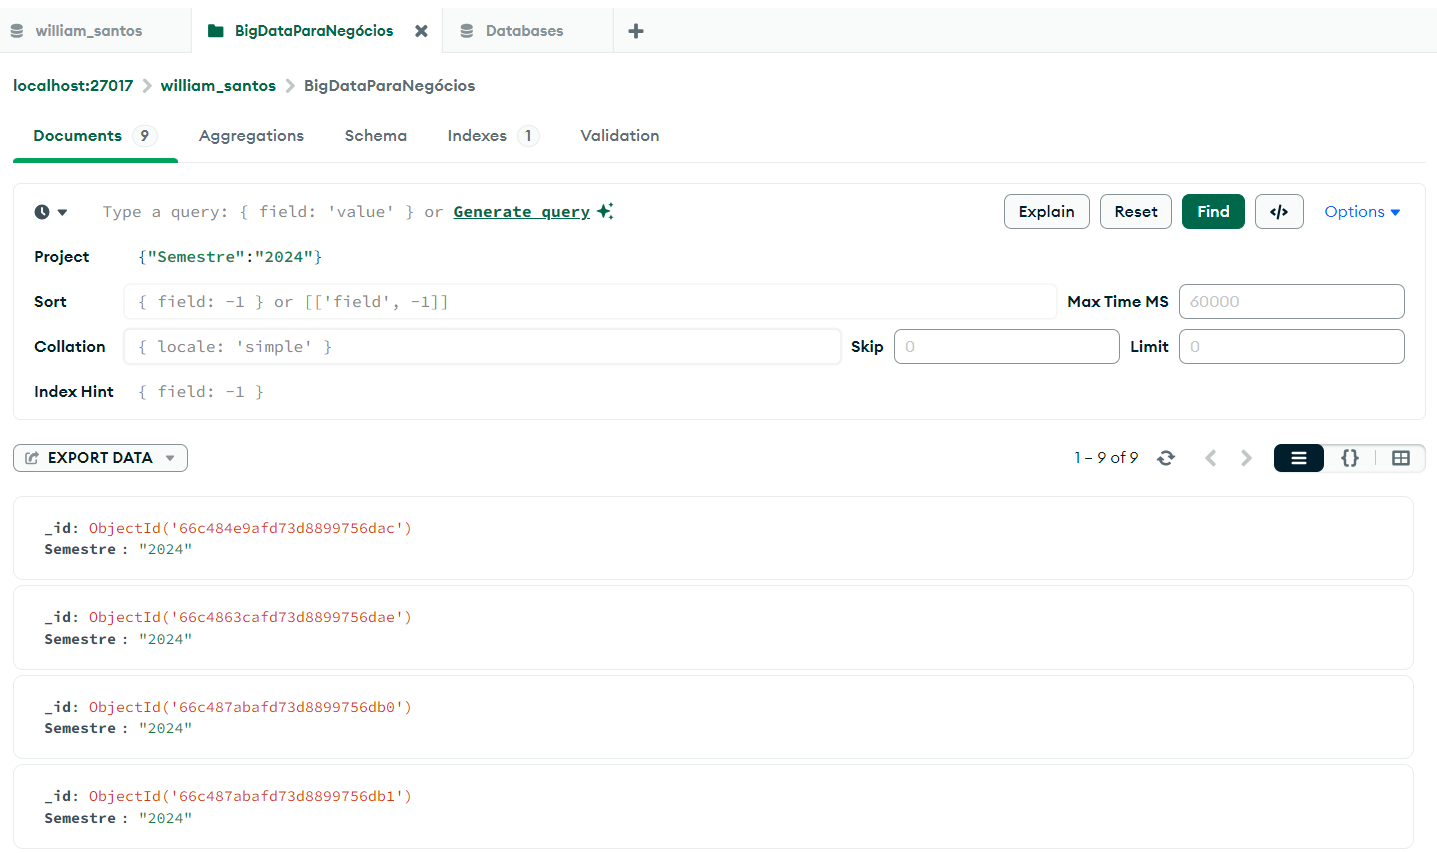 william_santos BigDataParaNegócios Databases
localhost:27017 william_santos BigDataParaNegócios
Documents 9 Aggregations Schema Indexes 1 Validation
Type a query: { field: 'value' } or Generate query Explain Reset Find </> Options
Project {"Semestre":"2024"}
Sort { field: -1 } or [['field', -1]] Max Time MS 60000
Collation { locale: 'simple' } Skip 0 Limit 0
Index Hint { field: -1 }
EXPORT DATA 1 – 9 of 9 {}
_id: ObjectId('66c484e9afd73d8899756dac')
Semestre : "2024"
_id: ObjectId('66c4863cafd73d8899756dae')
Semestre : "2024"
_id: ObjectId('66c487abafd73d8899756db0')
Semestre : "2024"
_id: ObjectId('66c487abafd73d8899756db1')
Semestre : "2024"